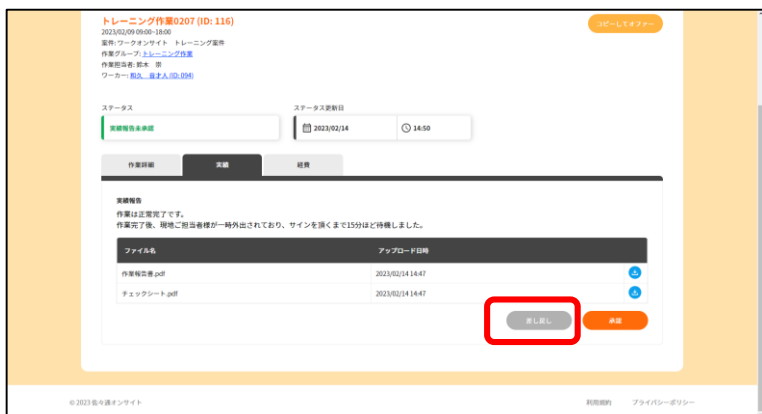 トレーニング作業0207 (ID: 116)
コピーしてオファー
2023/02/09 09:00~18:00
案件: ワークオンサイト トレーニング案件
作業グループ: トレーニング作業
作業担当者: 鈴木 崇
ワーカー: 和久 音才人 (ID: 094)
ステータス
ステータス更新日
実績報告未承認
2023/02/14
14:50
作業詳細
実績
経費
実績報告
作業は正常完了です。
作業完了後、現地ご担当者様が一時外出されており、サインを頂くまで15分ほど待機しました。
ファイル名
アップロード日時
作業報告書.pdf
2023/02/14 14:47
チェックシート.pdf
2023/02/14 14:47
差し戻し
承認
© 2023 佐々通オンサイト
利用規約
プライバシーポリシー